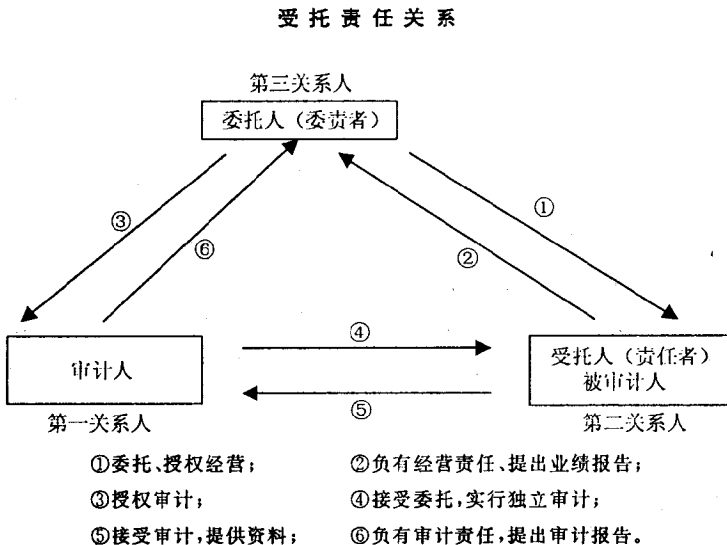 受托责任关系
第三关系人
委托人（委责者）
③
①
⑥
②
④
审计人
受托人（责任者）
被审计人
⑤
第一关系人
第二关系人
①委托、授权经营；
②负有经营责任、提出业绩报告；
③授权审计；
④接受委托，实行独立审计；
⑤接受审计，提供资料；
⑥负有审计责任，提出审计报告。